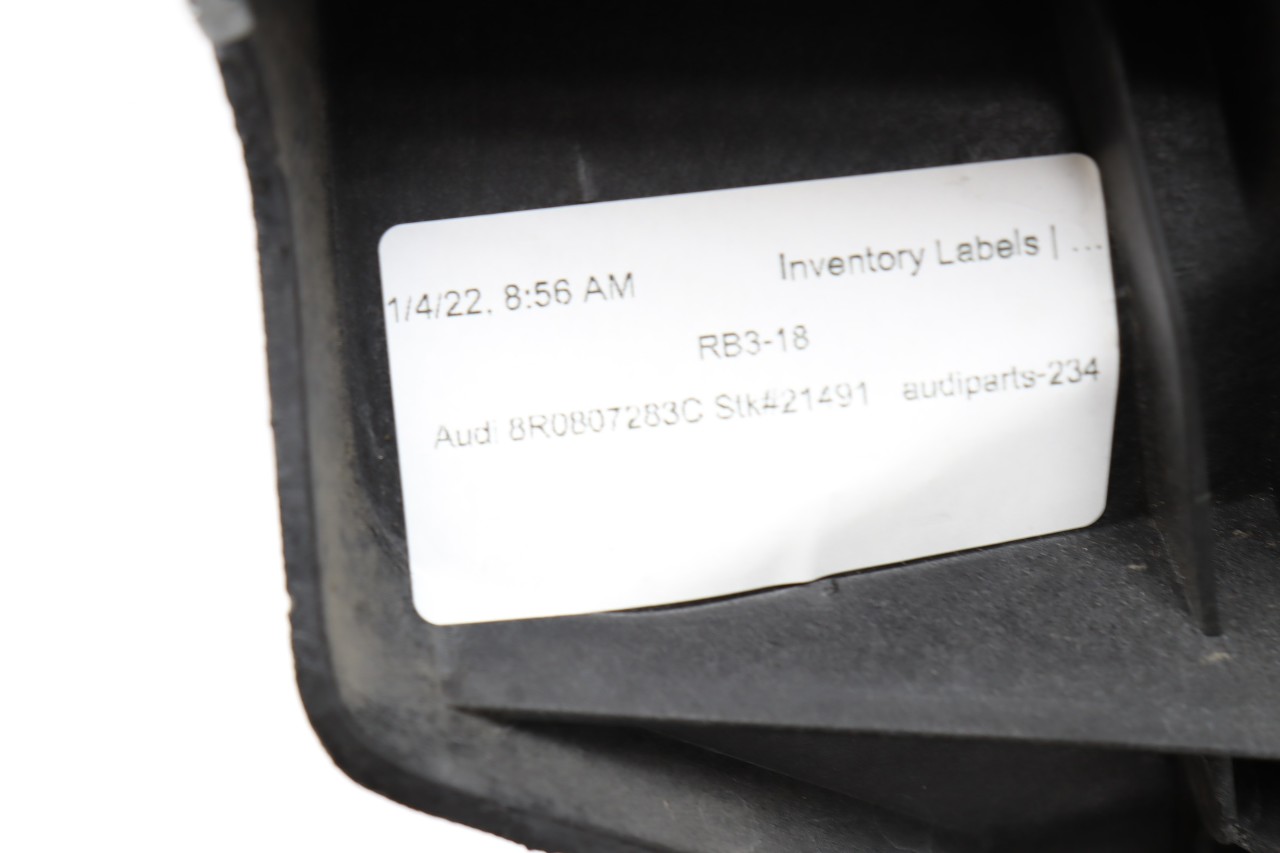 1/4/22, 8:56 AM Inventory Labels | ...
RB3-18
Audi 8R0807283C Stk#21491 audiparts-234